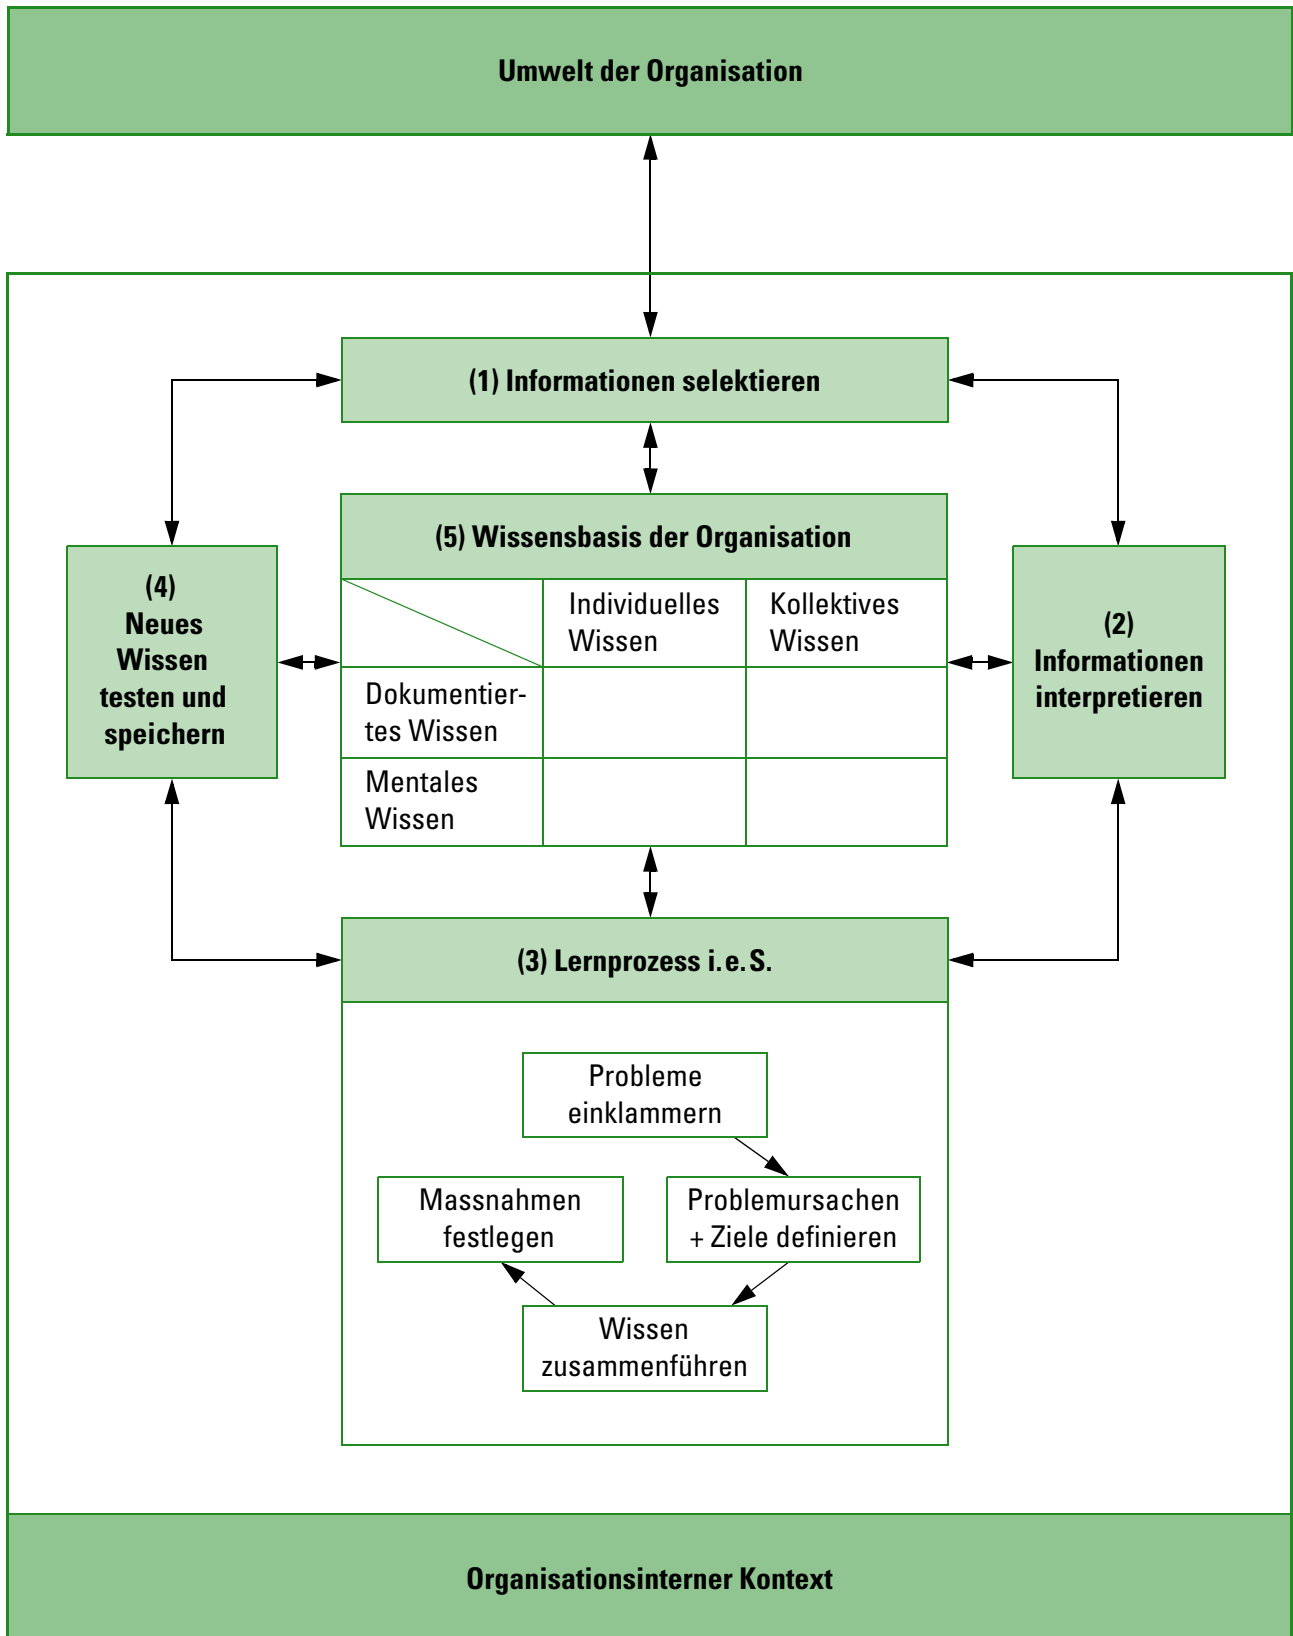 Umwelt der Organisation
(1) Informationen selektieren
(5) Wissensbasis der Organisation
Individuelles
Wissen
Kollektives
Wissen
Dokumentier-
tes Wissen
Mentales
Wissen
(4)
Neues
Wissen
testen und
speichern
(2)
Informationen
interpretieren
(3) Lernprozess i.e.S.
Probleme
einklammern
Problemursachen
+ Ziele definieren
Wissen
zusammenführen
Massnahmen
festlegen
Organisationsinterner Kontext